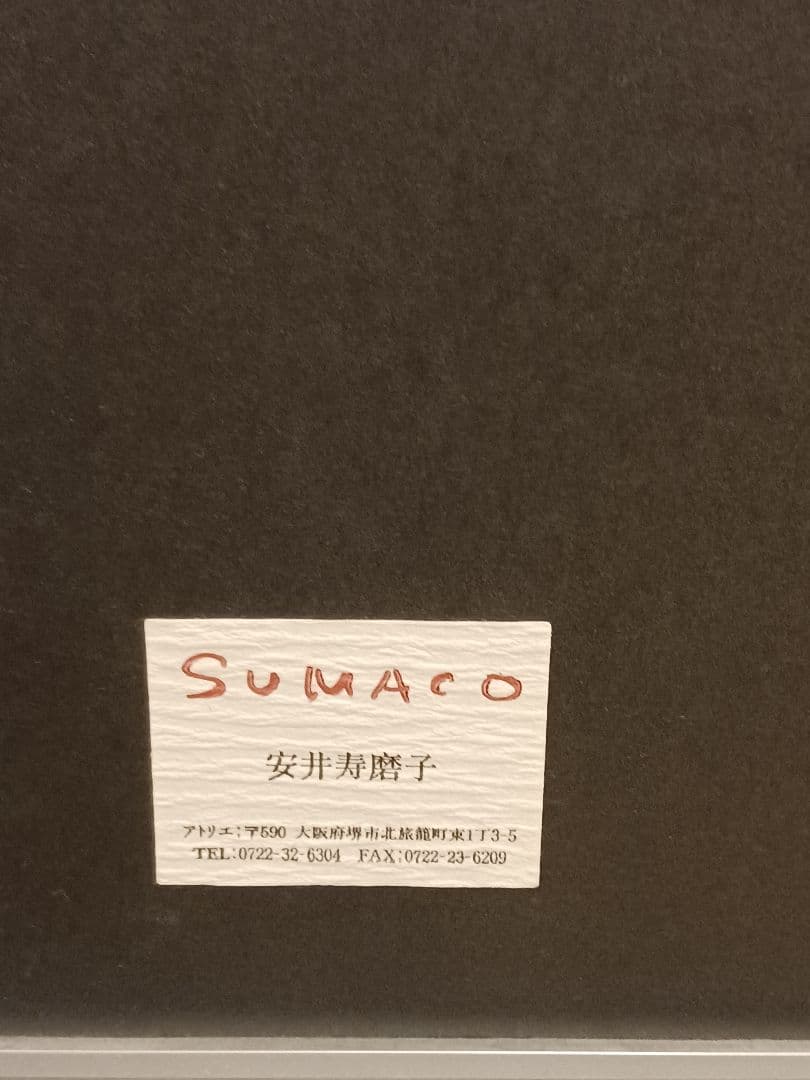 SUMACO
安井寿磨子
アトリエ;〒590 大阪府堺市北旅籠町東1丁3-5
TEL:0722-32-6304 FAX:0722-23-6209